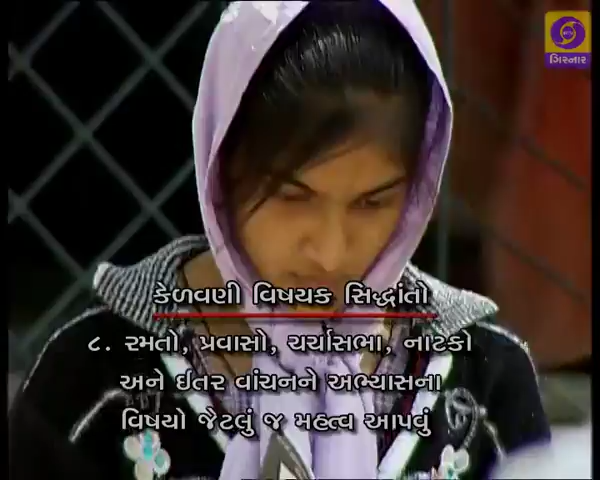 ગિરનાર
કેળવણી વિષયક સિદ્ધાંતો
૮. રમતો, પ્રવાસો, ચર્ચાસભા, નાટકો
અને ઈતર વાંચનને અભ્યાસના
વિષયો જેટલું જ મહત્વ આપવું